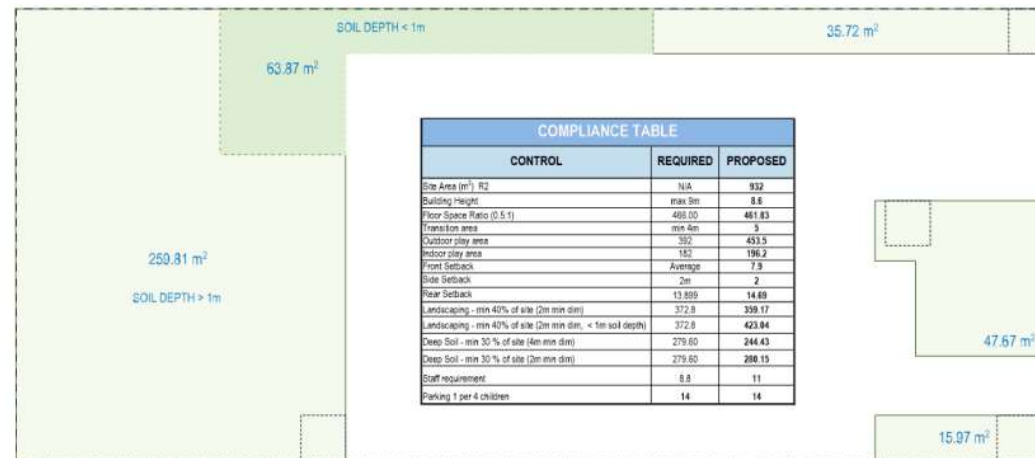 SOIL DEPTH < 1m
35.72 m²
63.87 m²
COMPLIANCE TABLE
CONTROL REQUIRED PROPOSED
Site Area (m²) R2 N/A 932
Building Height max 9m 8.6
Floor Space Ratio (0.5:1) 466.00 461.83
Transition area min 4m 5
Outdoor play area 392 453.5
Indoor play area 182 196.2
Front Setback Average 7.9
Side Setback 2m 2
Rear Setback 13.899 14.69
Landscaping - min 40% of site (2m min dim) 372.8 359.17
Landscaping - min 40% of site (2m min dim, < 1m soil depth) 372.8 423.04
Deep Soil - min 30 % of site (4m min dim) 279.60 244.43
Deep Soil - min 30 % of site (2m min dim) 279.60 280.15
Staff requirement 8.8 11
Parking 1 per 4 children 14 14
259.81 m²
SOIL DEPTH > 1m
47.67 m²
15.97 m²